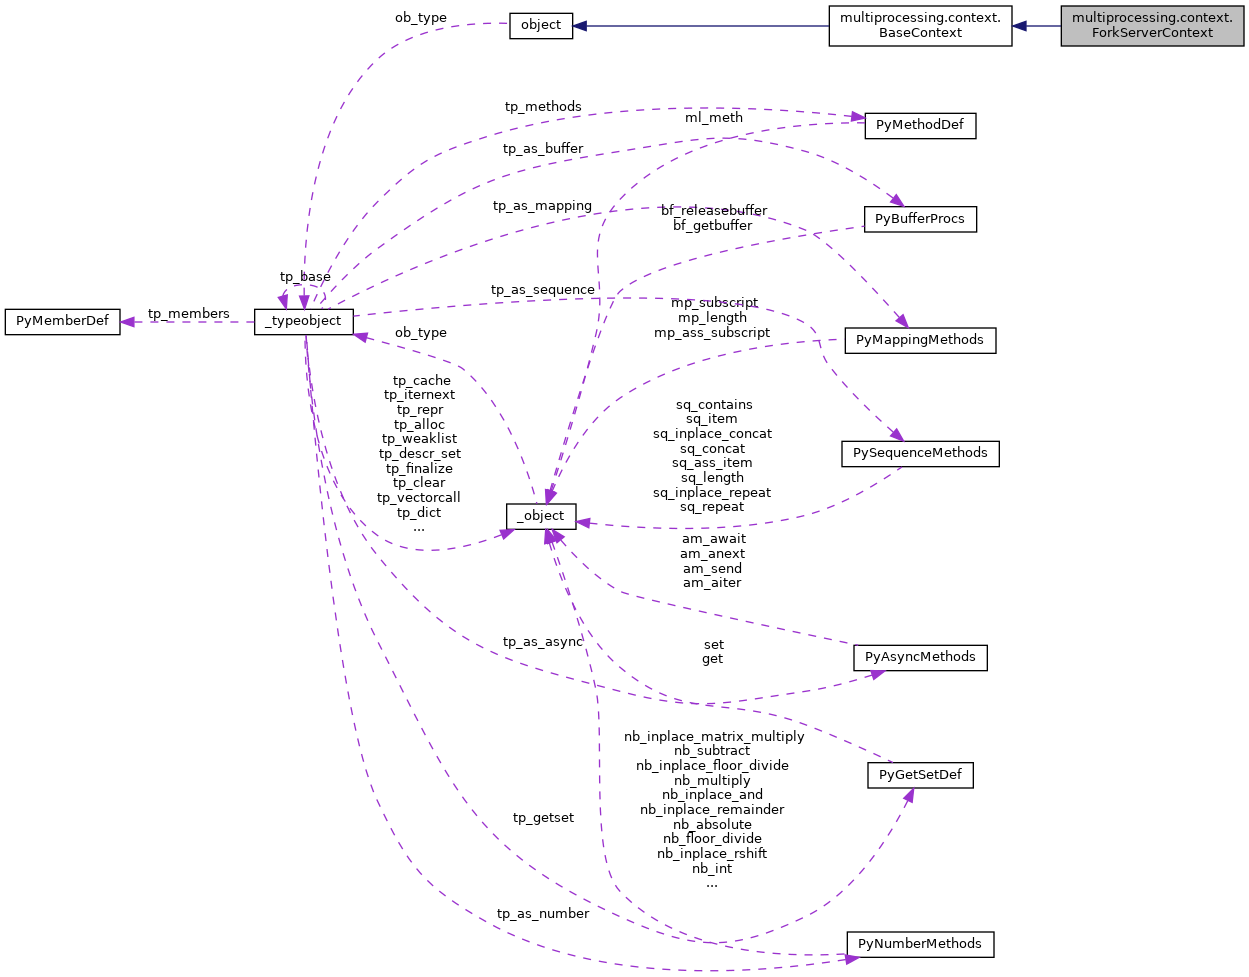 ob_type
object
multiprocessing.context.
BaseContext
multiprocessing.context.
ForkServerContext
tp_methods
ml_meth
PyMethodDef
tp_as_buffer
tp_as_mapping
bf_releasebuffer
bf_getbuffer
PyBufferProcs
tp_base
tp_as_sequence
mp_subscript
mp_length
mp_ass_subscript
PyMemberDef
tp_members
_typeobject
ob_type
PyMappingMethods
tp_cache
tp_iternext
tp_repr
tp_alloc
tp_weaklist
tp_descr_set
tp_finalize
tp_clear
tp_vectorcall
tp_dict
...
sq_contains
sq_item
sq_inplace_concat
sq_concat
sq_ass_item
sq_length
sq_inplace_repeat
sq_repeat
PySequenceMethods
_object
am_await
am_anext
am_send
am_aiter
tp_as_async
set
get
PyAsyncMethods
nb_inplace_matrix_multiply
nb_subtract
nb_inplace_floor_divide
nb_multiply
nb_inplace_and
nb_inplace_remainder
nb_absolute
nb_floor_divide
nb_inplace_rshift
nb_int
...
PyGetSetDef
tp_getset
tp_as_number
PyNumberMethods